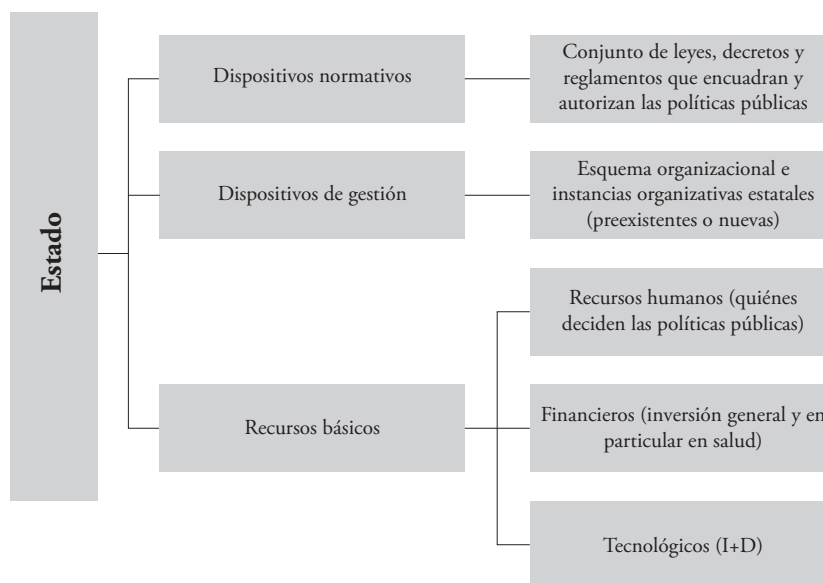 Estado
Dispositivos normativos
Conjunto de leyes, decretos y
reglamentos que encuadran y
autorizan las políticas públicas
Dispositivos de gestión
Esquema organizacional e
instancias organizativas estatales
(preexistentes o nuevas)
Recursos básicos
Recursos humanos (quiénes
deciden las políticas públicas)
Financieros (inversión general y en
particular en salud)
Tecnológicos (I+D)